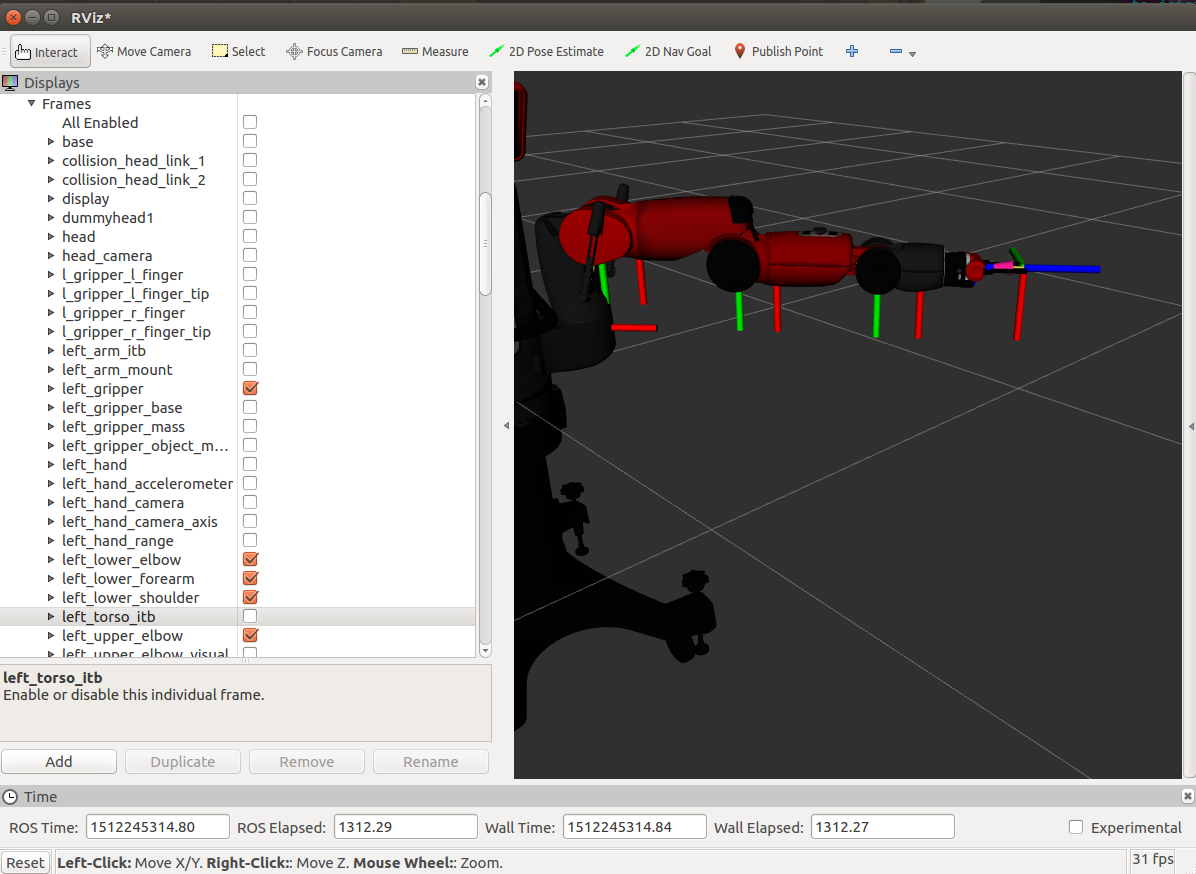 RViz*
Interact Move Camera Select Focus Camera Measure 2D Pose Estimate 2D Nav Goal Publish Point
Displays
Frames
All Enabled
base
collision_head_link_1
collision_head_link_2
display
dummyhead1
head
head_camera
l_gripper_l_finger
l_gripper_l_finger_tip
l_gripper_r_finger
l_gripper_r_finger_tip
left_arm_itb
left_arm_mount
left_gripper
left_gripper_base
left_gripper_mass
left_gripper_object_m...
left_hand
left_hand_accelerometer
left_hand_camera
left_hand_camera_axis
left_hand_range
left_lower_elbow
left_lower_forearm
left_lower_shoulder
left_torso_itb
left_upper_elbow
left_upper_elbow_visual
left_torso_itb
Enable or disable this individual frame.
Add Duplicate Remove Rename
Time
ROS Time: 1512245314.80 ROS Elapsed: 1312.29 Wall Time: 1512245314.84 Wall Elapsed: 1312.27 Experimental
Reset Left-Click: Move X/Y. Right-Click:: Move Z. Mouse Wheel:: Zoom. 31 fps